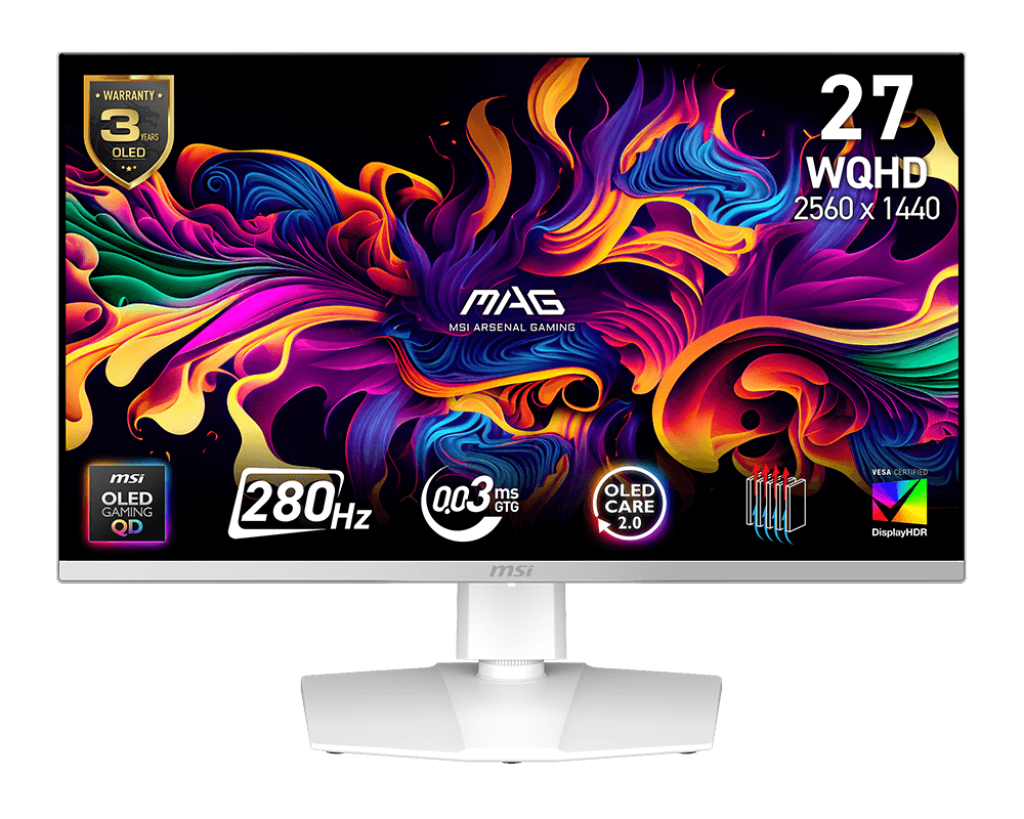 WARRANTY
3 YEARS
OLED
27
WQHD
2560 x 1440
MAG
MSI ARSENAL GAMING
msi
OLED
GAMING
QD
280Hz
0.03 ms
GTG
OLED
CARE
2.0
VESA CERTIFIED
DisplayHDR
msi